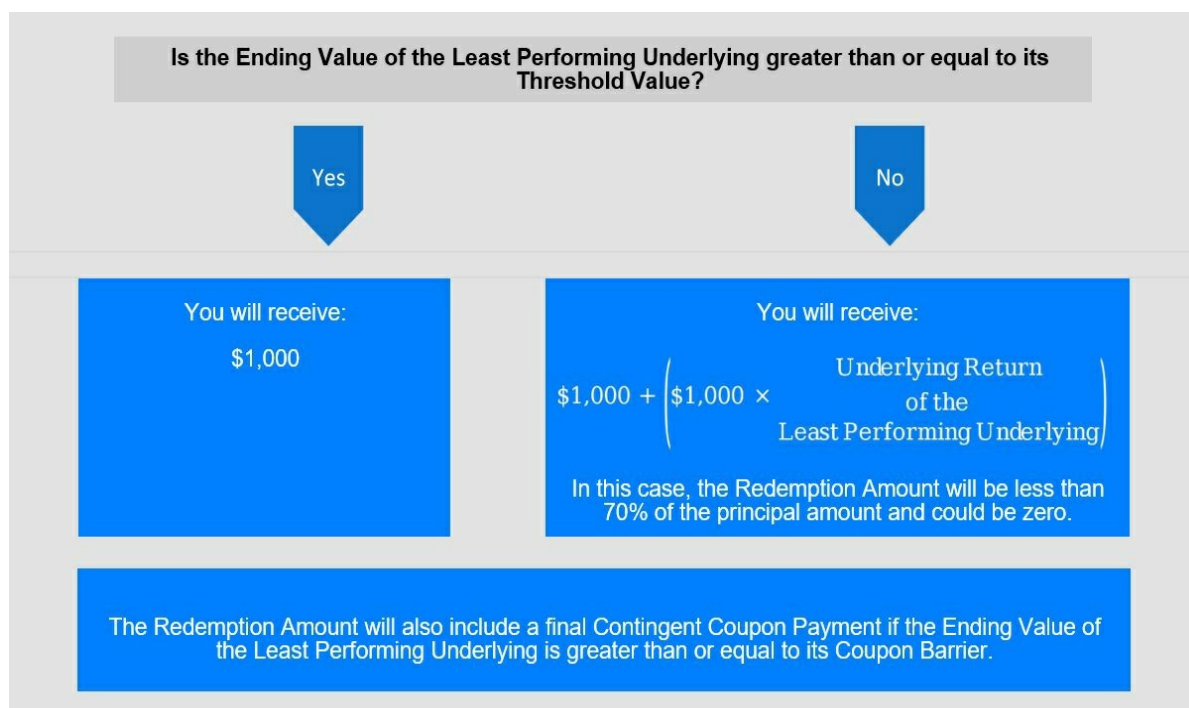 Is the Ending Value of the Least Performing Underlying greater than or equal to its
Threshold Value?
Yes
No
You will receive:
$1,000
You will receive:
$1,000 + ($1,000 × Underlying Return
of the
Least Performing Underlying)
In this case, the Redemption Amount will be less than
70% of the principal amount and could be zero.
The Redemption Amount will also include a final Contingent Coupon Payment if the Ending Value of
the Least Performing Underlying is greater than or equal to its Coupon Barrier.